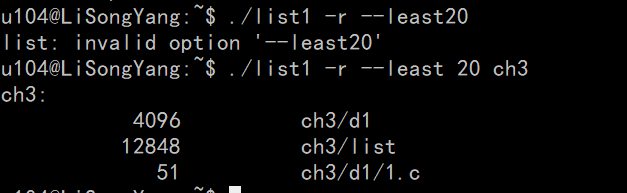 u104@LiSongYang:~$ ./list1 -r --least20
list: invalid option '--least20'
u104@LiSongYang:~$ ./list1 -r --least 20 ch3
ch3:
4096 ch3/d1
12848 ch3/list
51 ch3/d1/1.c
u104@LiSongYang:~$